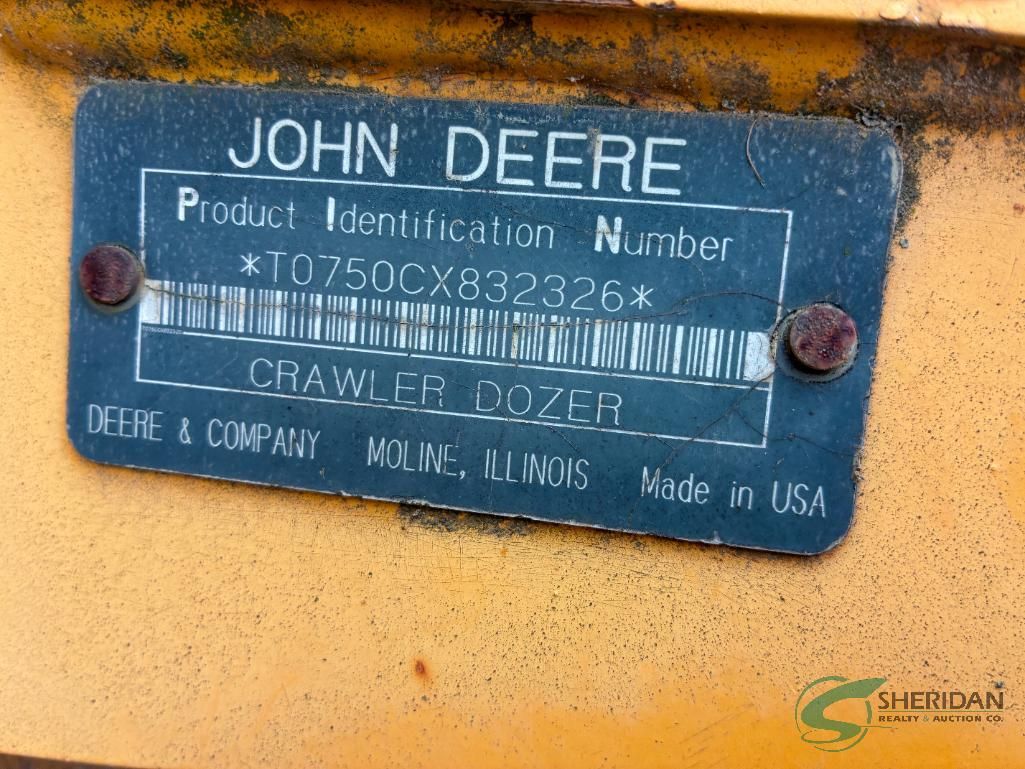 JOHN DEERE
Product Identification Number
*T0750CX832326*
CRAWLER DOZER
DEERE & COMPANY MOLINE, ILLINOIS Made in USA
SHERIDAN
REALTY & AUCTION CO.